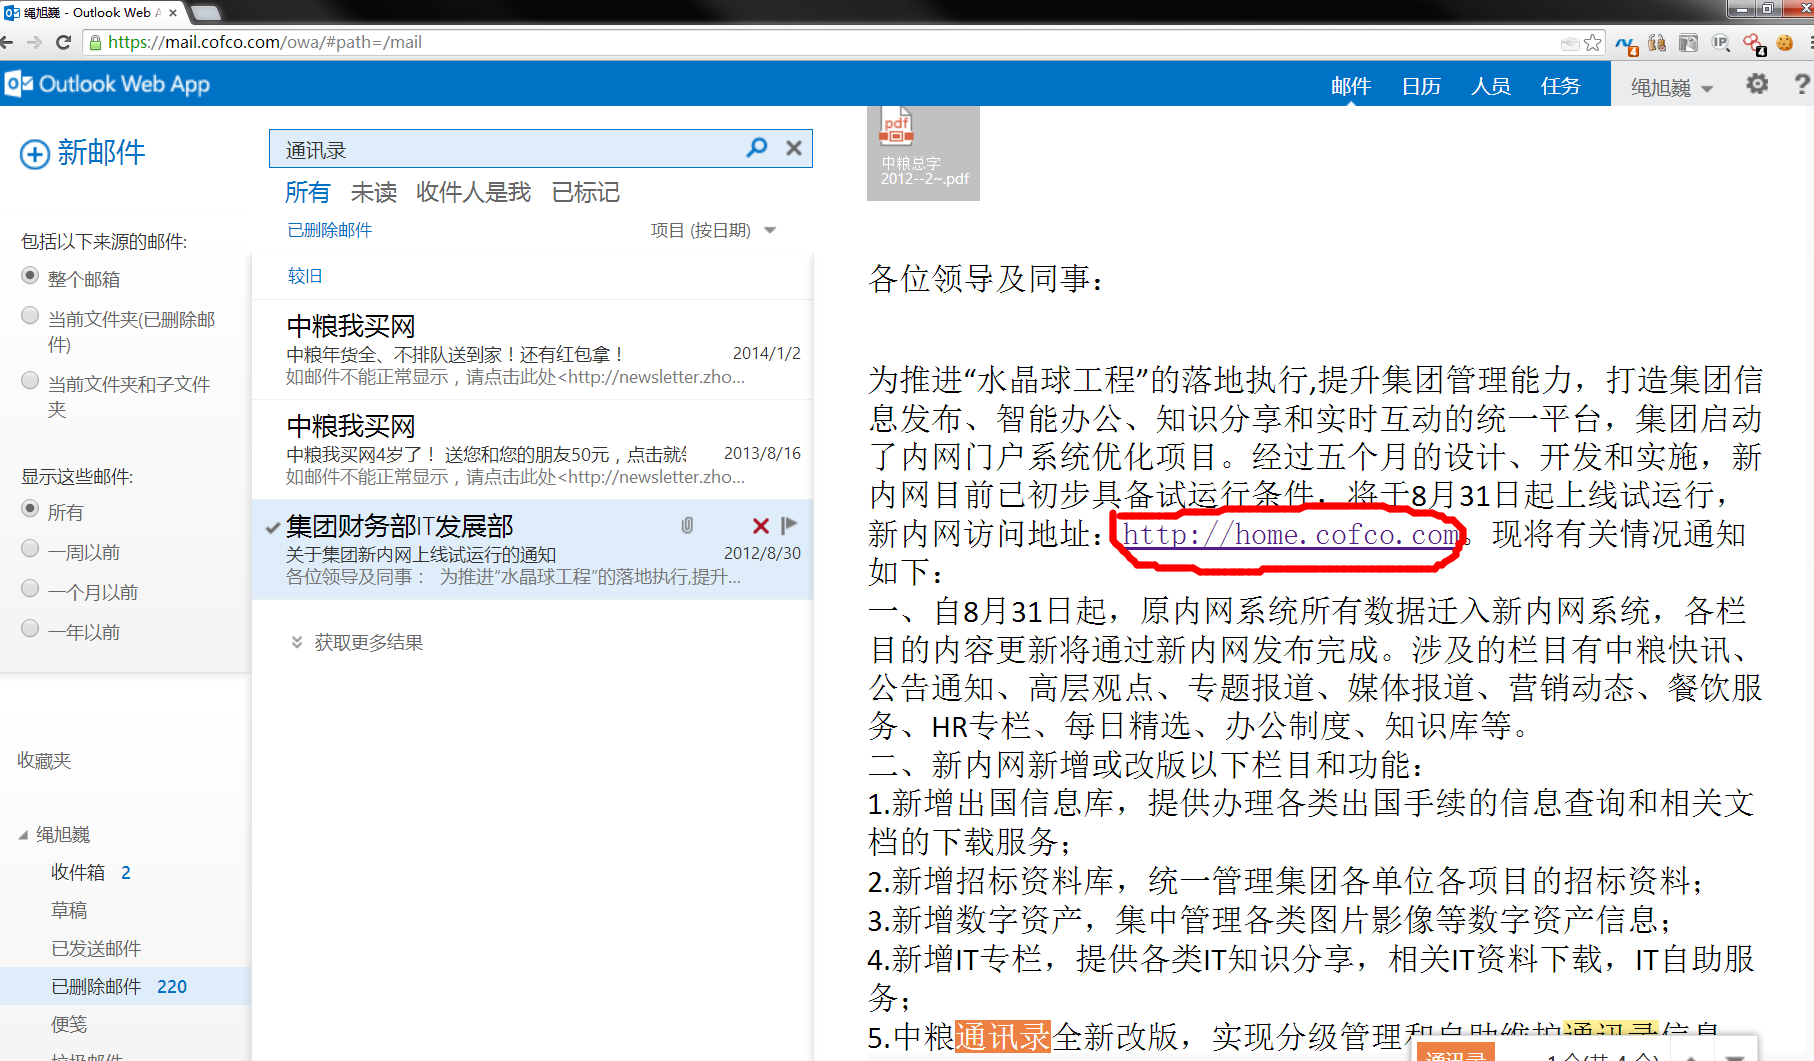 绳旭巍 - Outlook Web A
https://mail.cofco.com/owa/#path=/mail
Outlook Web App
邮件 日历 人员 任务 绳旭巍
新邮件
包括以下来源的邮件:
整个邮箱
当前文件夹(已删除邮
件)
当前文件夹和子文件
夹
显示这些邮件:
所有
一周以前
一个月以前
一年以前
收藏夹
绳旭巍
收件箱 2
草稿
已发送邮件
已删除邮件 220
便笺
垃圾邮件
通讯录
所有 未读 收件人是我 已标记
已删除邮件 项目 (按日期)
较旧
中粮我买网
中粮年货全、不排队送到家！还有红包拿！ 2014/1/2
如邮件不能正常显示，请点击此处<http://newsletter.zho...
中粮我买网
中粮我买网4岁了！ 送您和您的朋友50元，点击就 2013/8/16
如邮件不能正常显示，请点击此处<http://newsletter.zho...
集团财务部IT发展部
关于集团新内网上线试运行的通知 2012/8/30
各位领导及同事： 为推进“水晶球工程”的落地执行,提升...
获取更多结果
pdf
中粮总字
2012--2~.pdf
各位领导及同事：
为推进“水晶球工程”的落地执行,提升集团管理能力，打造集团信
息发布、智能办公、知识分享和实时互动的统一平台，集团启动
了内网门户系统优化项目。经过五个月的设计、开发和实施，新
内网目前已初步具备试运行条件，将于8月31日起上线试运行，
新内网访问地址：http://home.cofco.com。现将有关情况通知
如下：
一、自8月31日起，原内网系统所有数据迁入新内网系统，各栏
目的内容更新将通过新内网发布完成。涉及的栏目有中粮快讯、
公告通知、高层观点、专题报道、媒体报道、营销动态、餐饮服
务、HR专栏、每日精选、办公制度、知识库等。
二、新内网新增或改版以下栏目和功能：
1.新增出国信息库，提供办理各类出国手续的信息查询和相关文
档的下载服务；
2.新增招标资料库，统一管理集团各单位各项目的招标资料；
3.新增数字资产，集中管理各类图片影像等数字资产信息；
4.新增IT专栏，提供各类IT知识分享，相关IT资料下载，IT自助服
务；
5.中粮通讯录全新改版，实现分级管理和自助维护通讯录信息
通讯录 1 个(共 4 个)